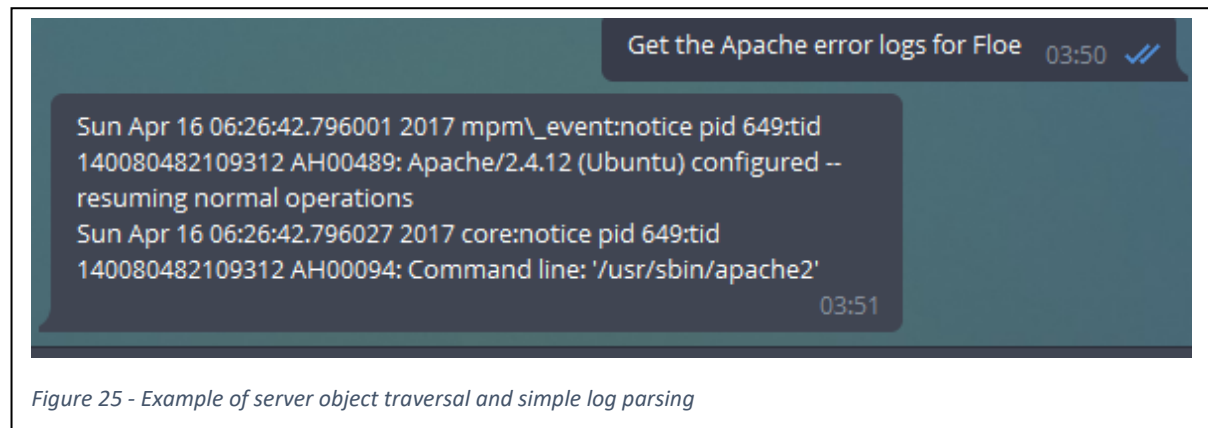 Get the Apache error logs for Floe 03:50
Sun Apr 16 06:26:42.796001 2017 mpm\_event:notice pid 649:tid
140080482109312 AH00489: Apache/2.4.12 (Ubuntu) configured --
resuming normal operations
Sun Apr 16 06:26:42.796027 2017 core:notice pid 649:tid
140080482109312 AH00094: Command line: '/usr/sbin/apache2'
03:51
Figure 25 - Example of server object traversal and simple log parsing